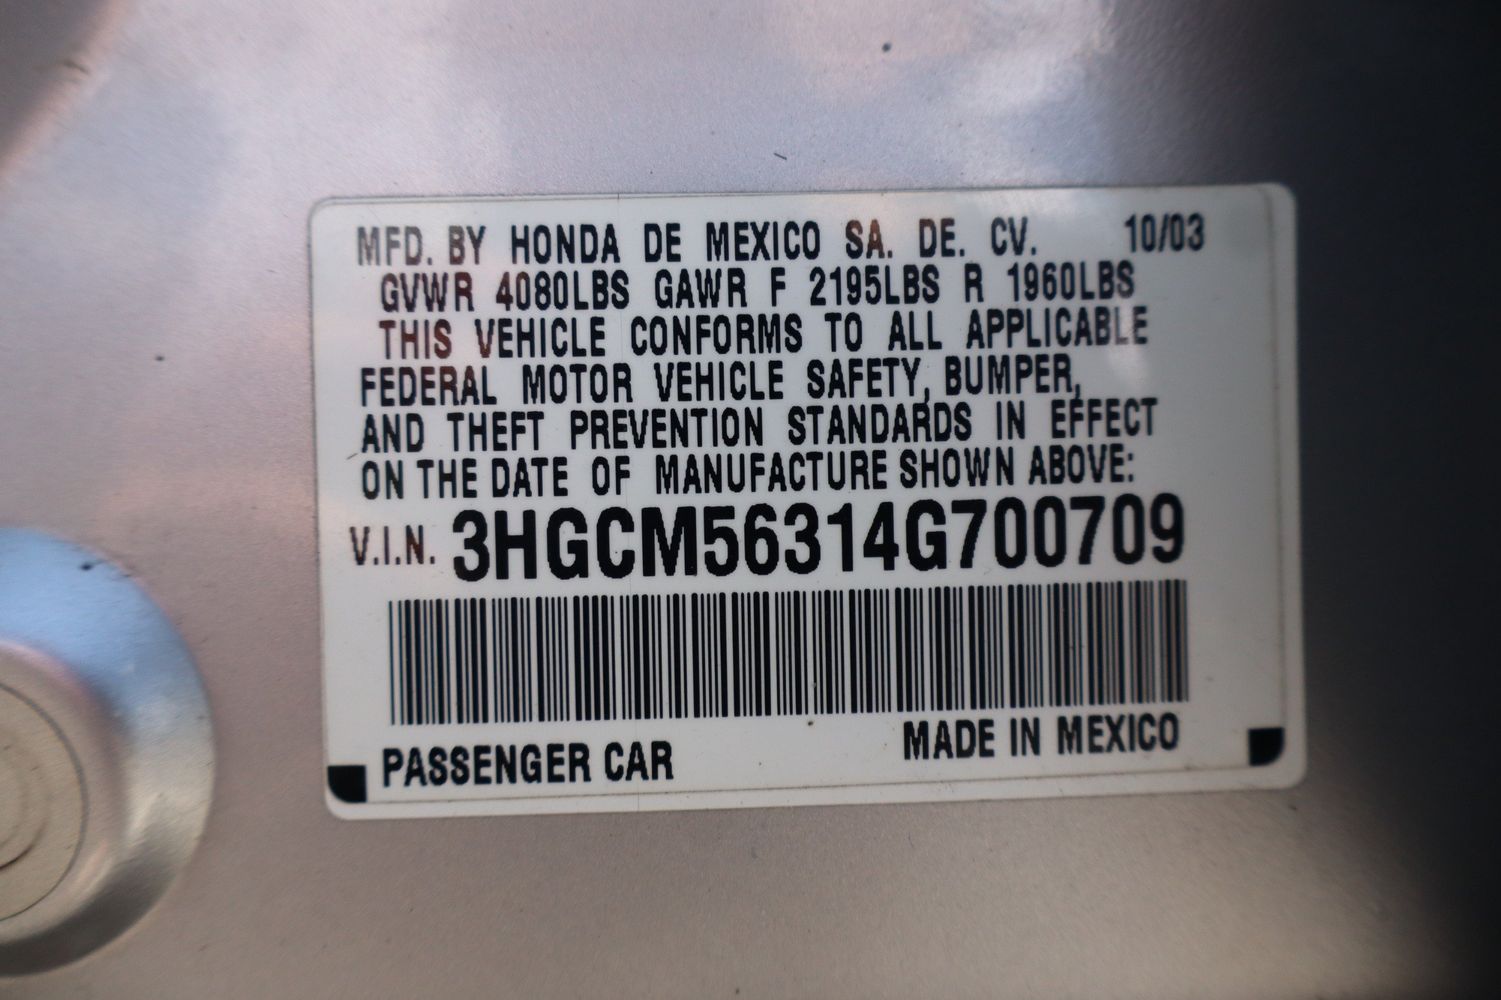 MFD. BY HONDA DE MEXICO SA. DE. CV. 10/03
GVWR 4080LBS GAWR F 2195LBS R 1960LBS
THIS VEHICLE CONFORMS TO ALL APPLICABLE
FEDERAL MOTOR VEHICLE SAFETY, BUMPER,
AND THEFT PREVENTION STANDARDS IN EFFECT
ON THE DATE OF MANUFACTURE SHOWN ABOVE:
V.I.N. 3HGCM56314G700709
PASSENGER CAR MADE IN MEXICO